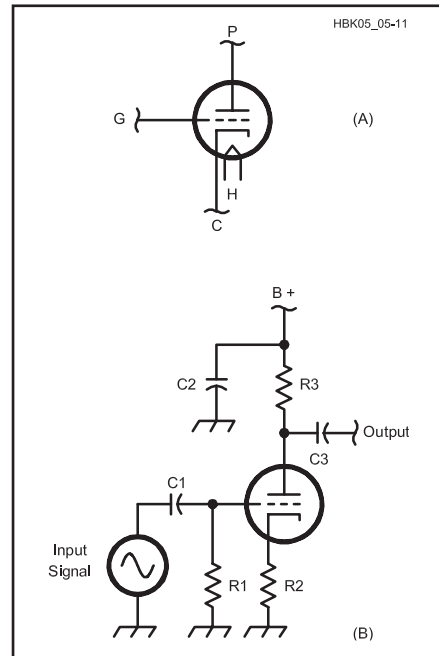 HBK05_05-11
P
G
(A)
H
C
B +
C2
R3
Output
C3
C1
Input
Signal
R1
R2
(B)